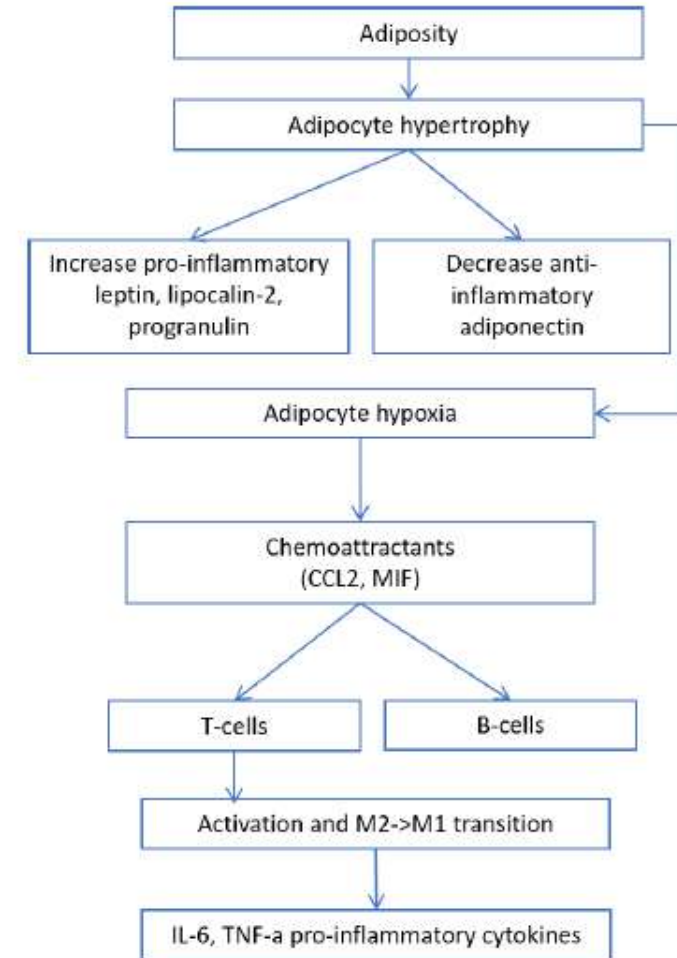 Adiposity
Adipocyte hypertrophy
Increase pro-inflammatory
leptin, lipocalin-2,
progranulin
Decrease anti-
inflammatory
adiponectin
Adipocyte hypoxia
Chemoattractants
(CCL2, MIF)
T-cells
B-cells
Activation and M2->M1 transition
IL-6, TNF-a pro-inflammatory cytokines